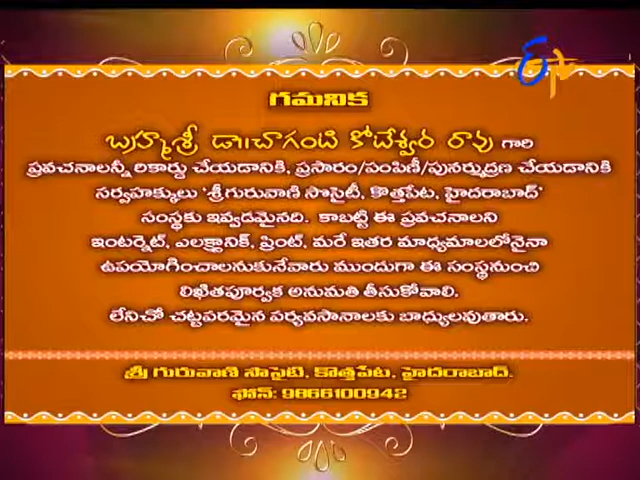 ETV
గమనిక
బ్రహ్మశ్రీ డా॥చాగంటి కోటేశ్వర రావు గారి
ప్రవచనాలన్నీ రికార్డు చేయడానికి, ప్రసారం/పంపిణీ/పునర్ముద్రణ చేయడానికి
సర్వహక్కులు 'శ్రీగురువాణి సొసైటీ, కొత్తపేట, హైదరాబాద్'
సంస్థకు ఇవ్వడమైనది. కాబట్టి ఈ ప్రవచనాలని
ఇంటర్నెట్, ఎలక్ట్రానిక్, ప్రింట్, మరే ఇతర మాధ్యమాలలోనైనా
ఉపయోగించాలనుకునేవారు ముందుగా ఈ సంస్థనుంచి
లిఖితపూర్వక అనుమతి తీసుకోవాలి.
లేనిచో చట్టపరమైన పర్యవసానాలకు బాధ్యులవుతారు.
శ్రీ గురువాణి సొసైటి, కొత్తపేట, హైదరాబాద్.
ఫోన్: 9866100942